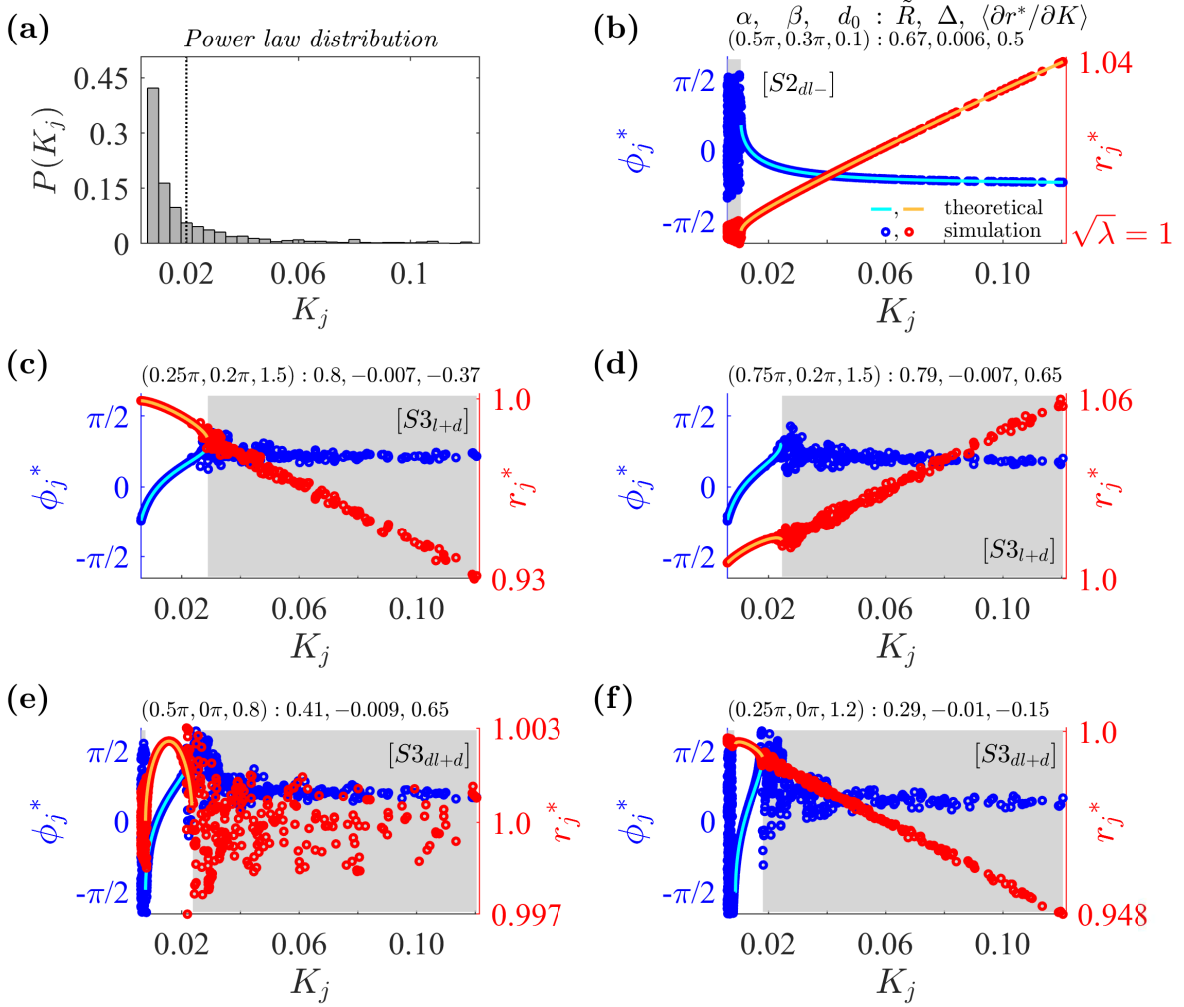 (a)
Power law distribution
0.45
0.3
0.15
0
P(K_j)
0.02
0.06
0.1
K_j
(b)
α, β, d_0 : R̃, Δ, ⟨∂r*/∂K⟩
(0.5π, 0.3π, 0.1) : 0.67, 0.006, 0.5
[S2_{dl−}]
π/2
0
-π/2
ϕ_j^*
1.04
r_j^*
√λ = 1
theoretical
simulation
0.02
0.06
0.10
K_j
(c)
(0.25π, 0.2π, 1.5) : 0.8, −0.007, −0.37
[S3_{l+d}]
π/2
0
-π/2
ϕ_j^*
1.0
r_j^*
0.93
0.02
0.06
0.10
K_j
(d)
(0.75π, 0.2π, 1.5) : 0.79, −0.007, 0.65
[S3_{l+d}]
π/2
0
-π/2
ϕ_j^*
1.06
r_j^*
1.0
0.02
0.06
0.10
K_j
(e)
(0.5π, 0π, 0.8) : 0.41, −0.009, 0.65
[S3_{dl+d}]
π/2
0
-π/2
ϕ_j^*
1.003
1.0
r_j^*
0.997
0.02
0.06
0.10
K_j
(f)
(0.25π, 0π, 1.2) : 0.29, −0.01, −0.15
[S3_{dl+d}]
π/2
0
-π/2
ϕ_j^*
1.0
r_j^*
0.948
0.02
0.06
0.10
K_j